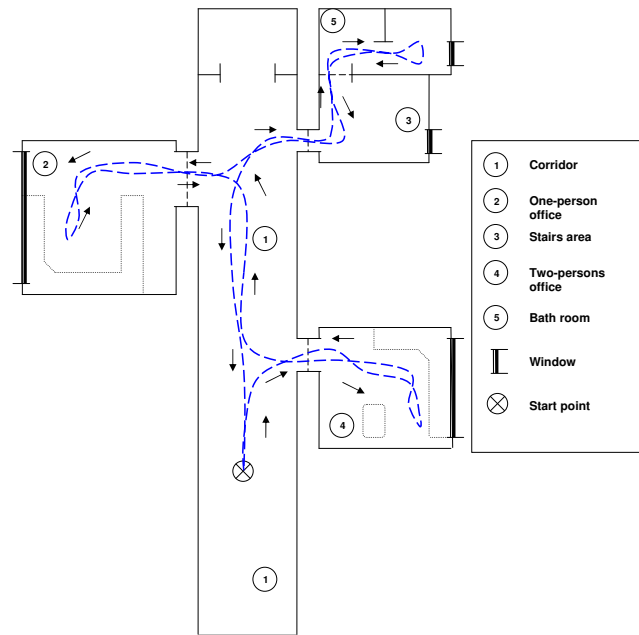 5
3
2
1
4
1
1 Corridor
2 One-person
office
3 Stairs area
4 Two-persons
office
5 Bath room
Window
Start point